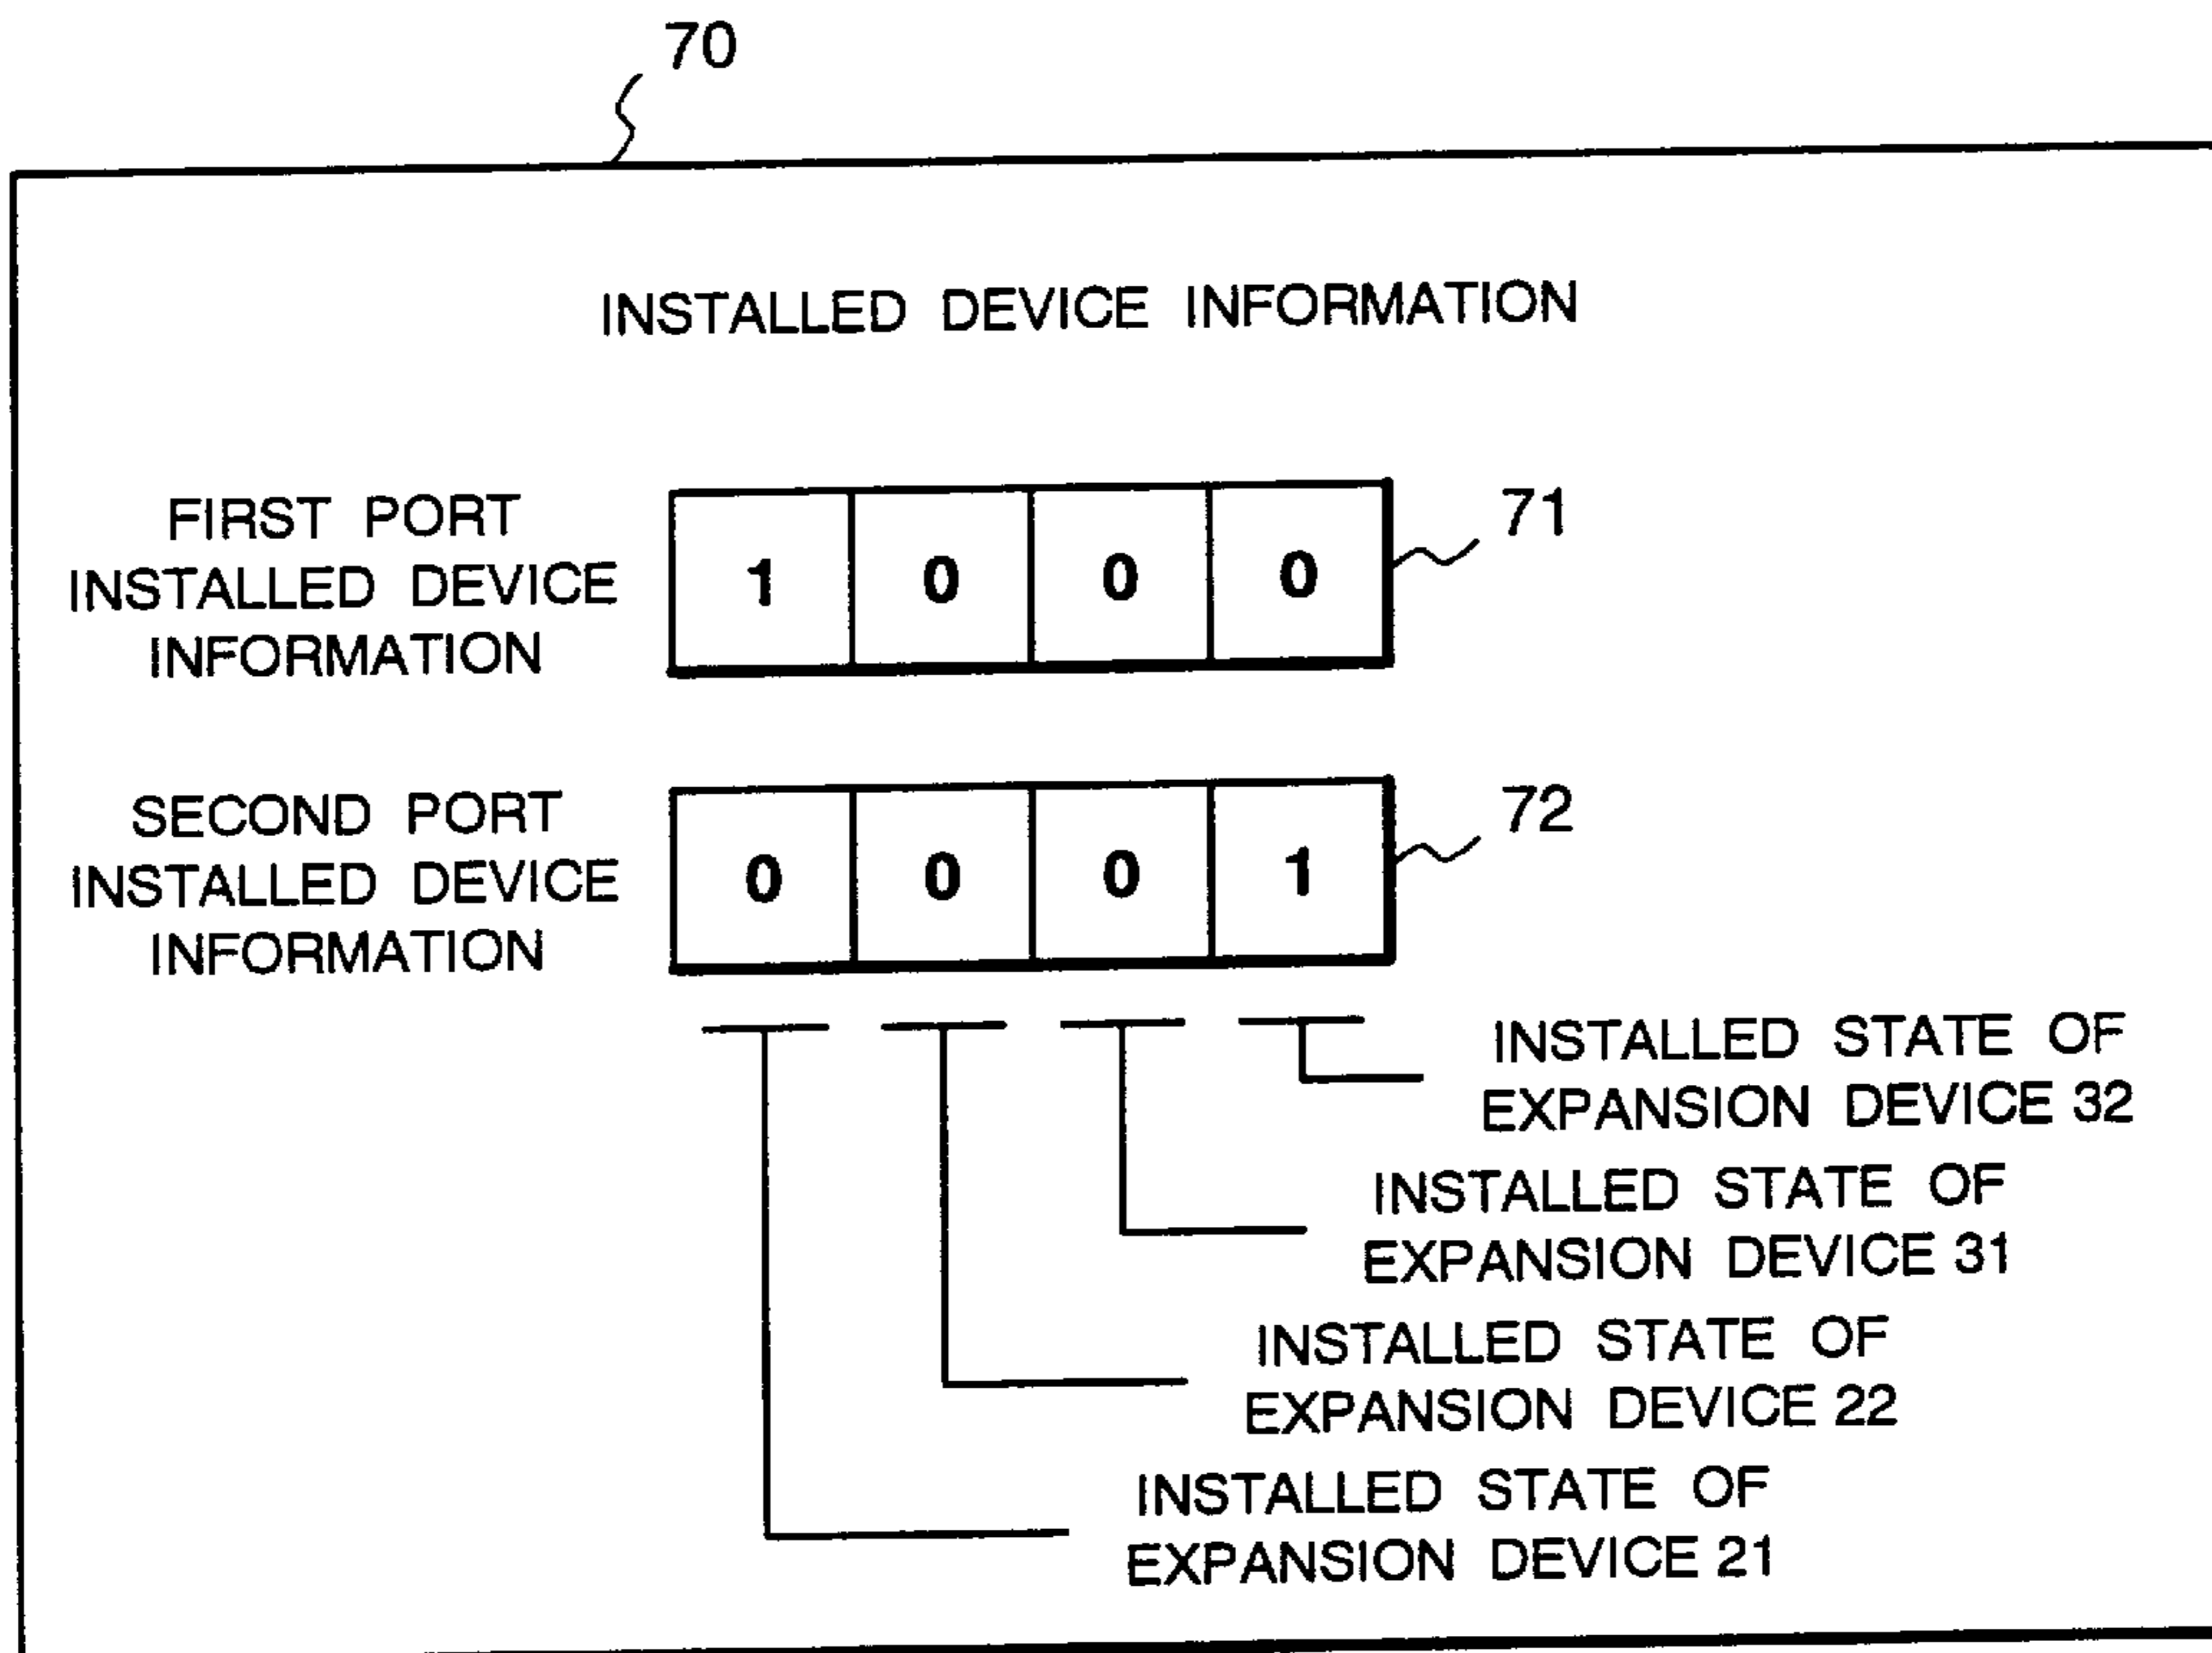 70
INSTALLED DEVICE INFORMATION
FIRST PORT
INSTALLED DEVICE
INFORMATION
1 0 0 0
71
SECOND PORT
INSTALLED DEVICE
INFORMATION
0 0 0 1
72
INSTALLED STATE OF
EXPANSION DEVICE 32
INSTALLED STATE OF
EXPANSION DEVICE 31
INSTALLED STATE OF
EXPANSION DEVICE 22
INSTALLED STATE OF
EXPANSION DEVICE 21